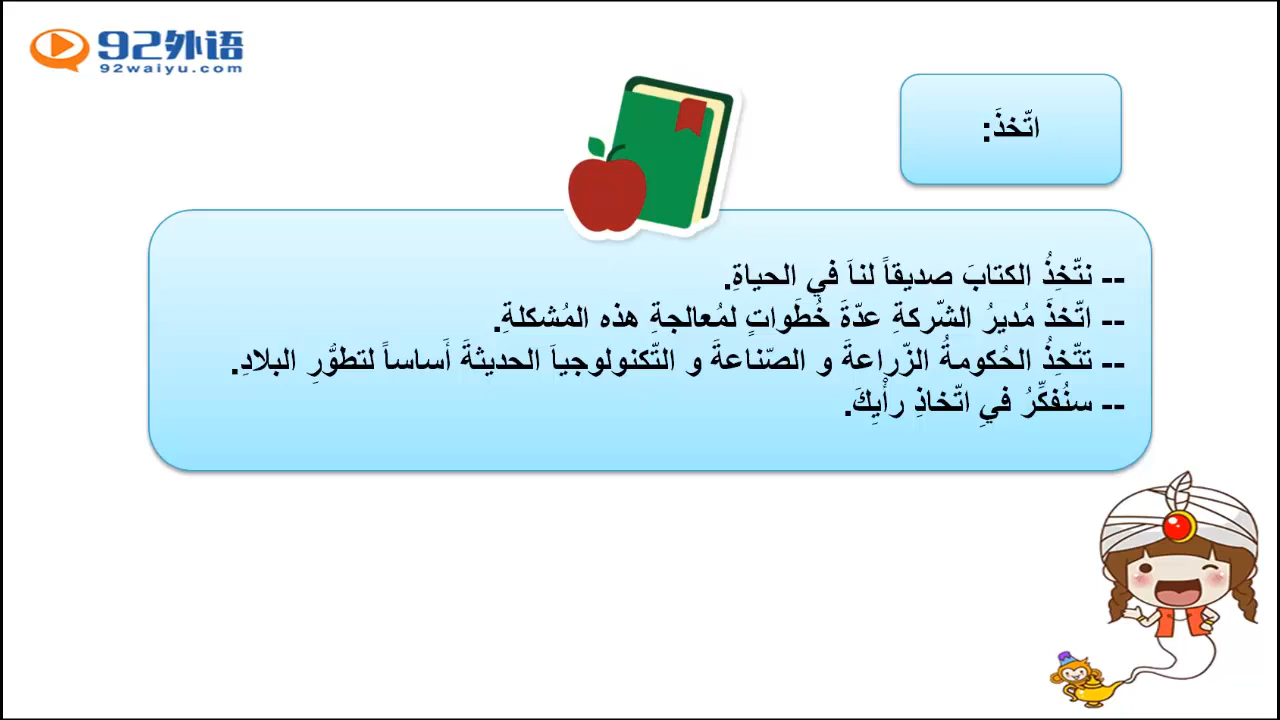 92外语
92waiyu.com
اتّخذَ:
-- نتّخِذُ الكتابَ صديقاً لناَ في الحياةِ.
-- اتّخذَ مُديرُ الشّركةِ عدّةَ خُطَواتٍ لمُعالجةِ هذه المُشكلةِ.
-- تتّخِذُ الحُكومةُ الزّراعةَ و الصّناعةَ و التّكنولوجياَ الحديثةَ أَساساً لتطوُّرِ البلادِ.
-- سنُفكِّرُ فيِ اتّخاذِ رأْيِكَ.